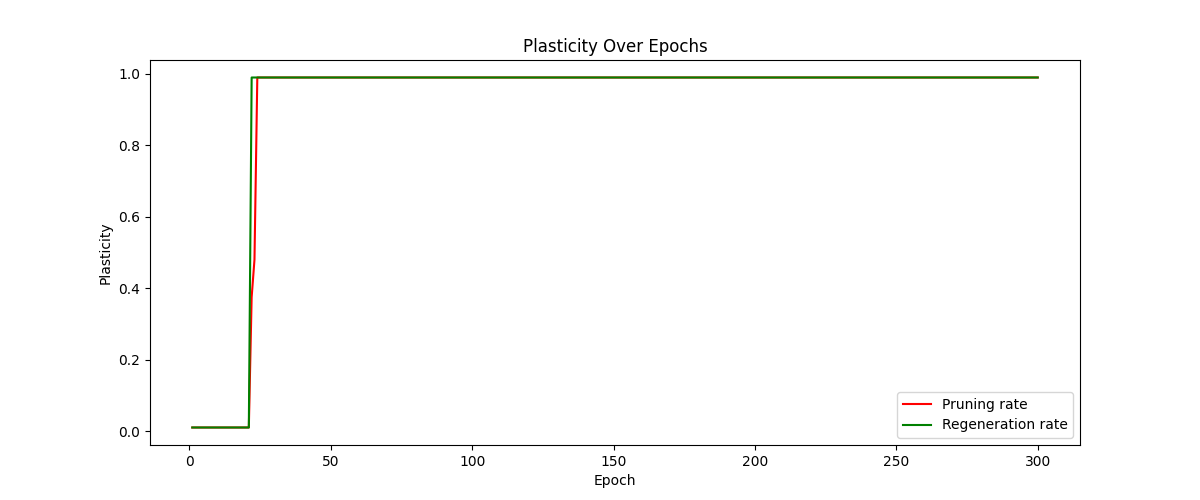 Plasticity Over Epochs
1.0
0.8
0.6
0.4
0.2
0.0
Plasticity
0 50 100 150 200 250 300
Epoch
Pruning rate
Regeneration rate